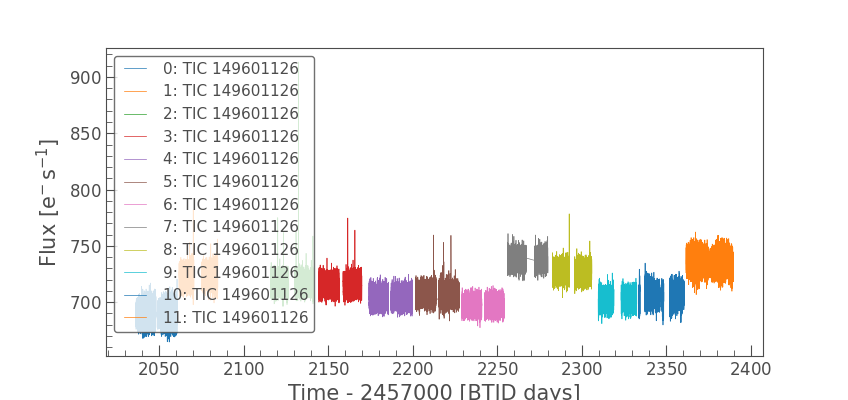 900
850
800
750
700
Flux [e⁻ s⁻¹]
0: TIC 149601126
1: TIC 149601126
2: TIC 149601126
3: TIC 149601126
4: TIC 149601126
5: TIC 149601126
6: TIC 149601126
7: TIC 149601126
8: TIC 149601126
9: TIC 149601126
10: TIC 149601126
11: TIC 149601126
2050 2100 2150 2200 2250 2300 2350 2400
Time - 2457000 [BTJD days]